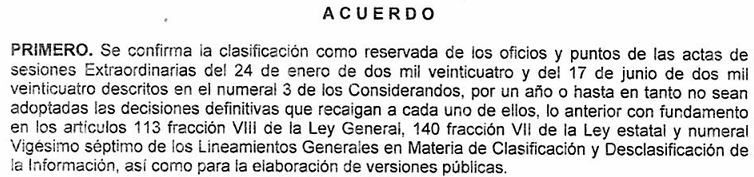 ACUERDO
PRIMERO. Se confirma la clasificación como reservada de los oficios y puntos de las actas de
sesiones Extraordinarias del 24 de enero de dos mil veinticuatro y del 17 de junio de dos mil
veinticuatro descritos en el numeral 3 de los Considerandos, por un año o hasta en tanto no sean
adoptadas las decisiones definitivas que recaigan a cada uno de ellos, lo anterior con fundamento
en los artículos 113 fracción VIII de la Ley General, 140 fracción VII de la Ley estatal y numeral
Vigésimo séptimo de los Lineamientos Generales en Materia de Clasificación y Desclasificación de
la Información, así como para la elaboración de versiones públicas.